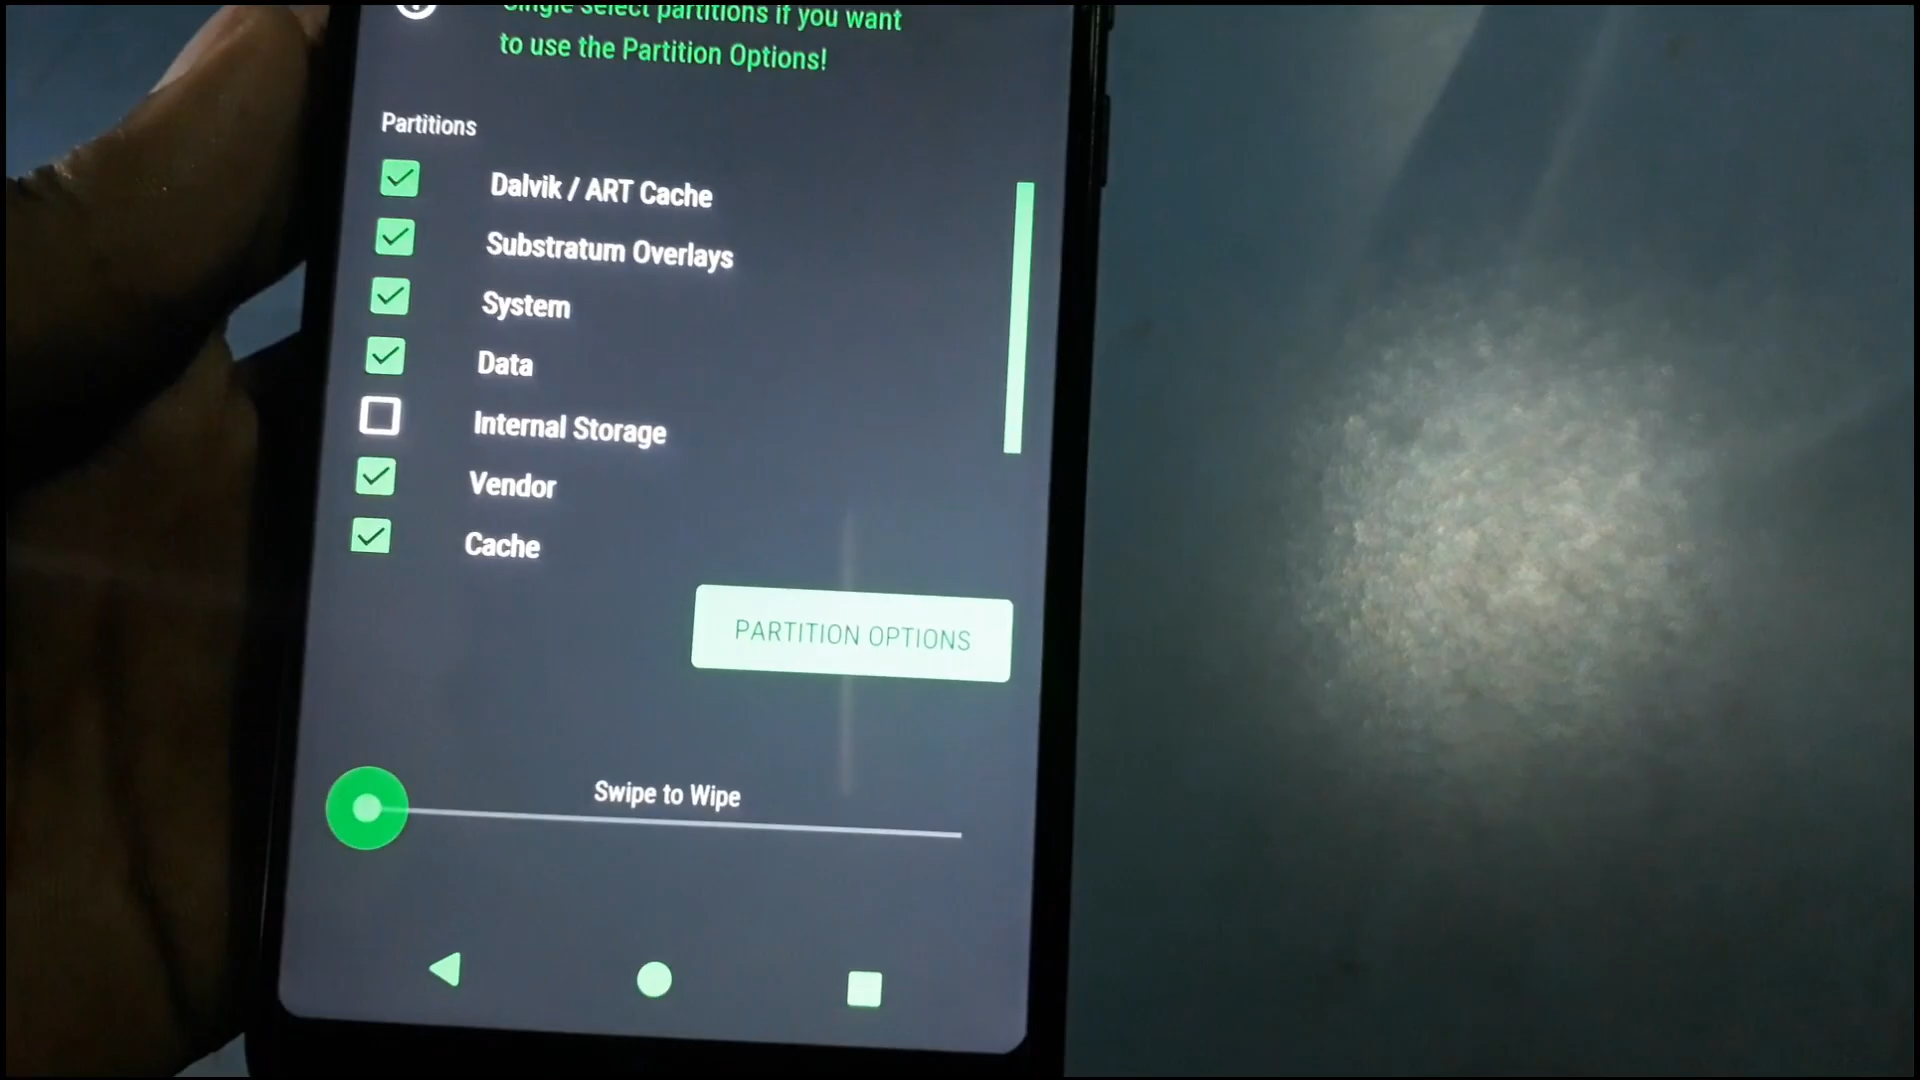 Single select partitions if you want
to use the Partition Options!
Partitions
Dalvik / ART Cache
Substratum Overlays
System
Data
Internal Storage
Vendor
Cache
PARTITION OPTIONS
Swipe to Wipe